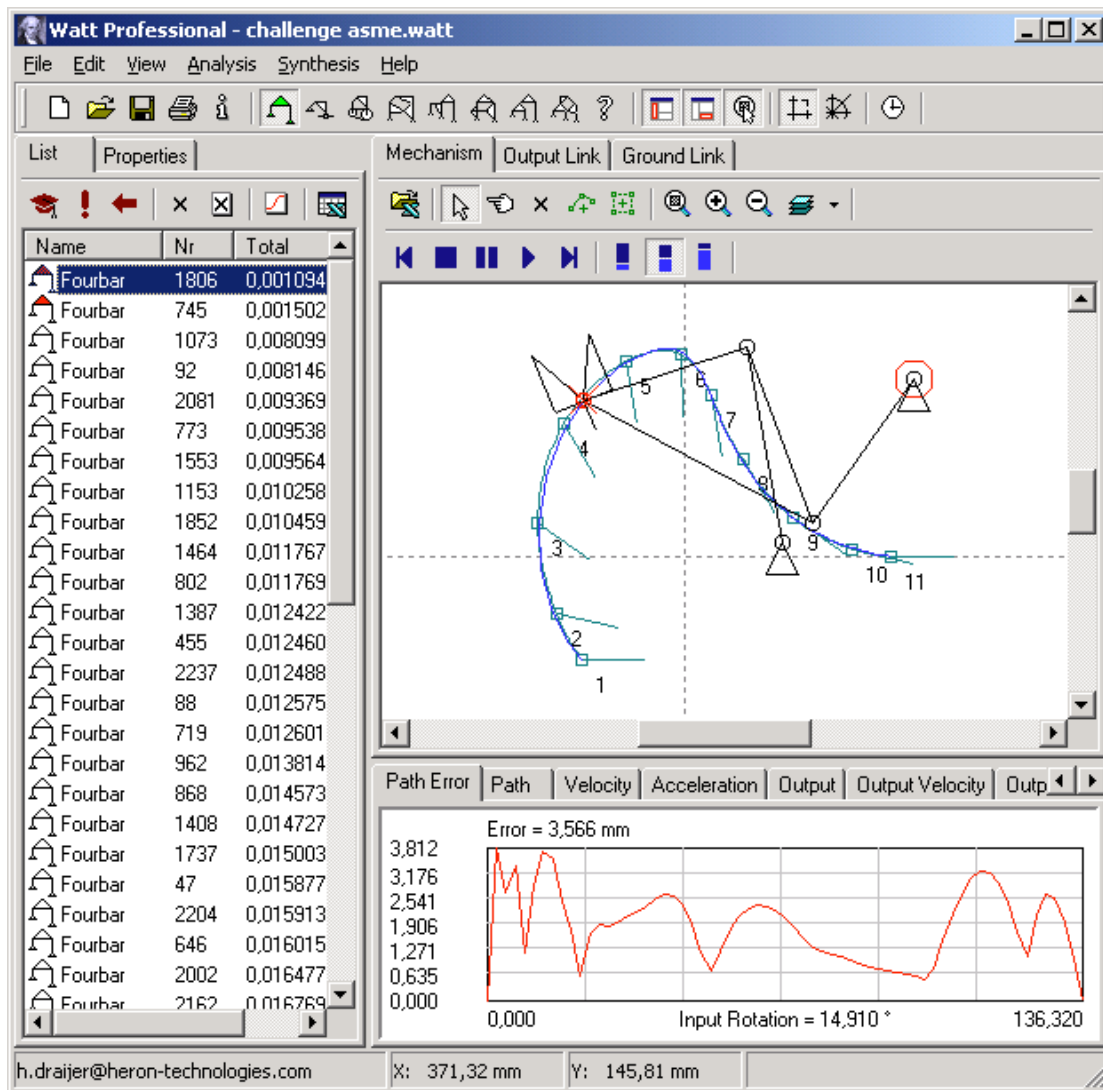 Watt Professional - challenge asme.watt
File Edit View Analysis Synthesis Help
List Properties
Name Nr Total
Fourbar 1806 0,001094
Fourbar 745 0,001502
Fourbar 1073 0,008099
Fourbar 92 0,008146
Fourbar 2081 0,009369
Fourbar 773 0,009538
Fourbar 1553 0,009564
Fourbar 1153 0,010258
Fourbar 1852 0,010459
Fourbar 1464 0,011767
Fourbar 802 0,011769
Fourbar 1387 0,012422
Fourbar 455 0,012460
Fourbar 2237 0,012488
Fourbar 88 0,012575
Fourbar 719 0,012601
Fourbar 962 0,013814
Fourbar 868 0,014573
Fourbar 1408 0,014727
Fourbar 1737 0,015003
Fourbar 47 0,015877
Fourbar 2204 0,015913
Fourbar 646 0,016015
Fourbar 2002 0,016477
Fourbar 2162 0,016769
Mechanism Output Link Ground Link
5
6
7
4
8
3
9
10
11
2
1
Path Error Path Velocity Acceleration Output Output Velocity Outp
Error = 3,566 mm
3,812
3,176
2,541
1,906
1,271
0,635
0,000
0,000 Input Rotation = 14,910 ° 136,320
h.draijer@heron-technologies.com X: 371,32 mm Y: 145,81 mm